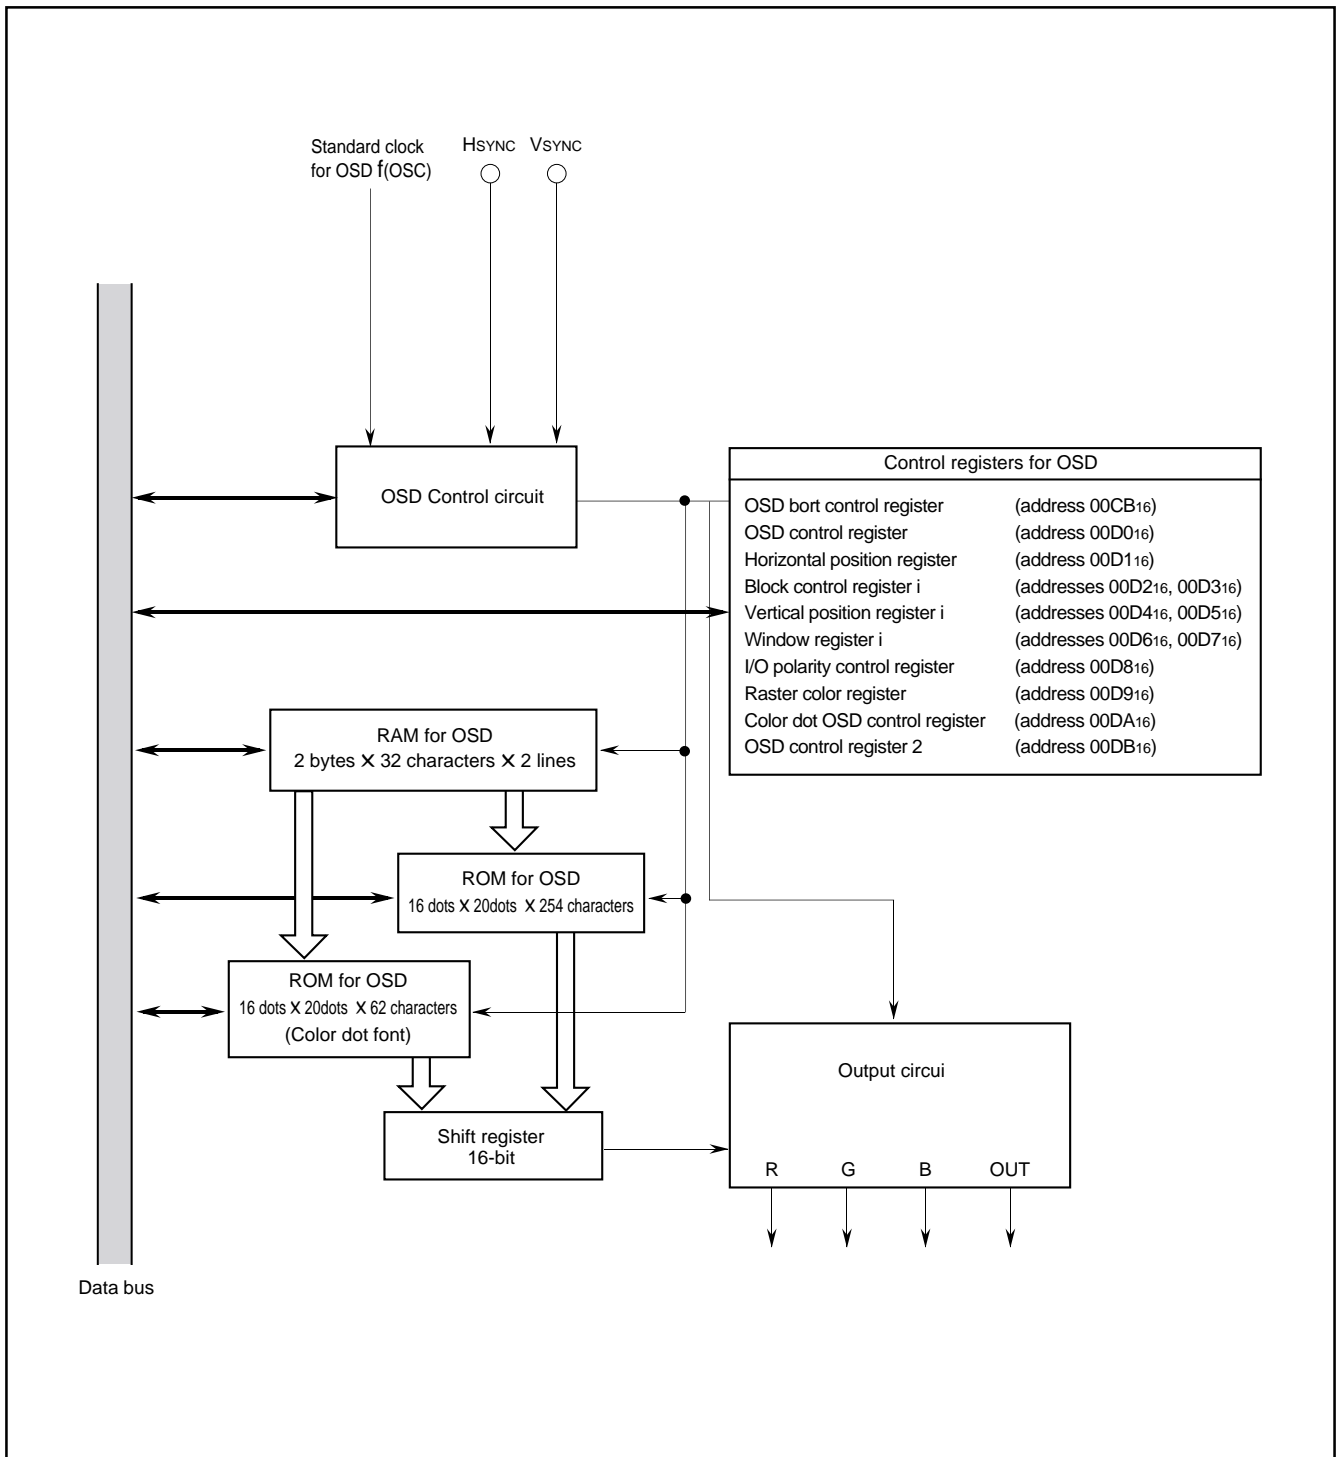 Standard clock
for OSD f(OSC)
HSYNC
VSYNC
OSD Control circuit
Control registers for OSD
OSD bort control register (address 00CB16)
OSD control register (address 00D016)
Horizontal position register (address 00D116)
Block control register i (addresses 00D216, 00D316)
Vertical position register i (addresses 00D416, 00D516)
Window register i (addresses 00D616, 00D716)
I/O polarity control register (address 00D816)
Raster color register (address 00D916)
Color dot OSD control register (address 00DA16)
OSD control register 2 (address 00DB16)
RAM for OSD
2 bytes X 32 characters X 2 lines
ROM for OSD
16 dots X 20dots X 254 characters
ROM for OSD
16 dots X 20dots X 62 characters
(Color dot font)
Shift register
16-bit
Output circui
R G B OUT
Data bus